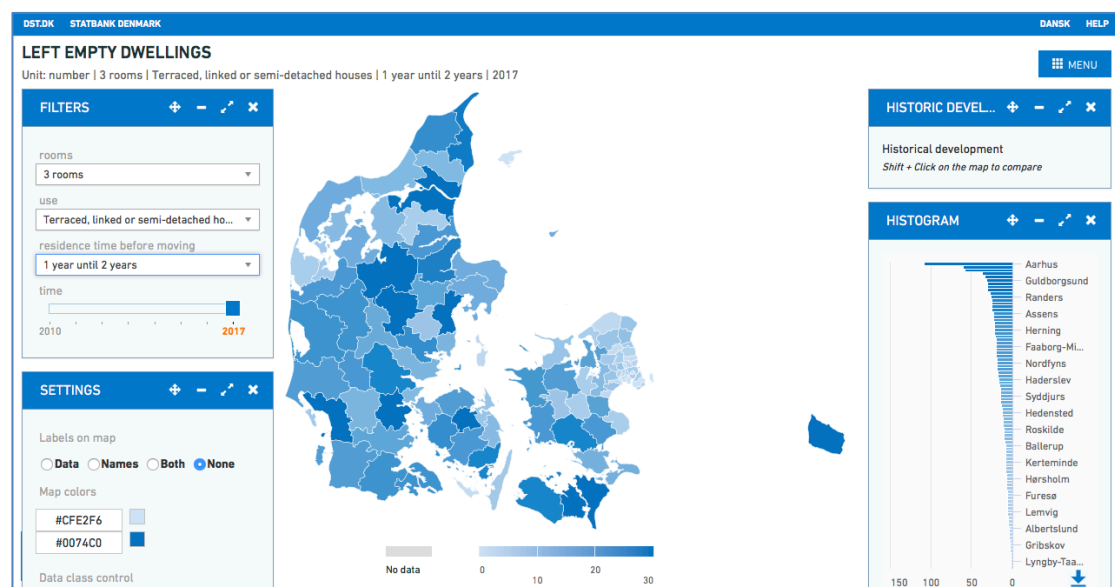 DST.DK STATBANK DENMARK DANSK HELP
LEFT EMPTY DWELLINGS
Unit: number | 3 rooms | Terraced, linked or semi-detached houses | 1 year until 2 years | 2017
MENU
FILTERS
rooms
3 rooms
use
Terraced, linked or semi-detached ho...
residence time before moving
1 year until 2 years
time
2010 2017
SETTINGS
Labels on map
Data Names Both None
Map colors
#CFE2F6
#0074C0
Data class control
No data
0 10 20 30
HISTORIC DEVEL...
Historical development
Shift + Click on the map to compare
HISTOGRAM
Aarhus
Guldborgsund
Randers
Assens
Herning
Faaborg-Mi...
Nordfyns
Haderslev
Syddjurs
Hedensted
Roskilde
Ballerup
Kerteminde
Hørsholm
Furesø
Lemvig
Albertslund
Gribskov
Lyngby-Taa...
150 100 50 0